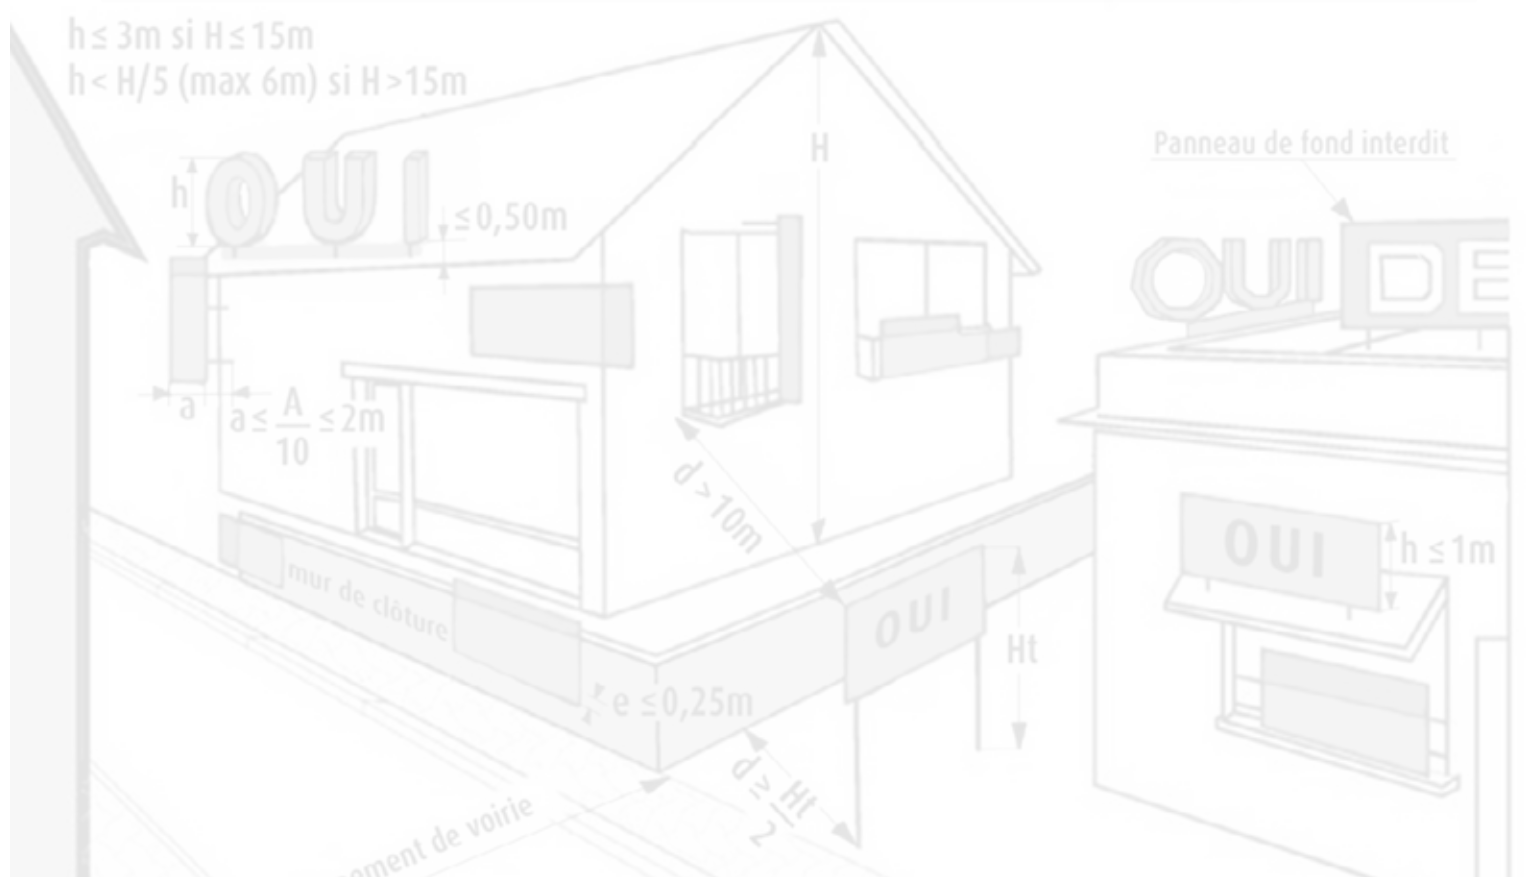 h ≤ 3m si H ≤ 15m
h < H/5 (max 6m) si H > 15m
H
Panneau de fond interdit
OUI
h
≤ 0,50m
OUI
DE
a
a ≤ A/10 ≤ 2m
d > 10m
OUI
h ≤ 1m
mur de clôture
OUI
Ht
e ≤ 0,25m
d ≥ Ht/2
ement de voirie